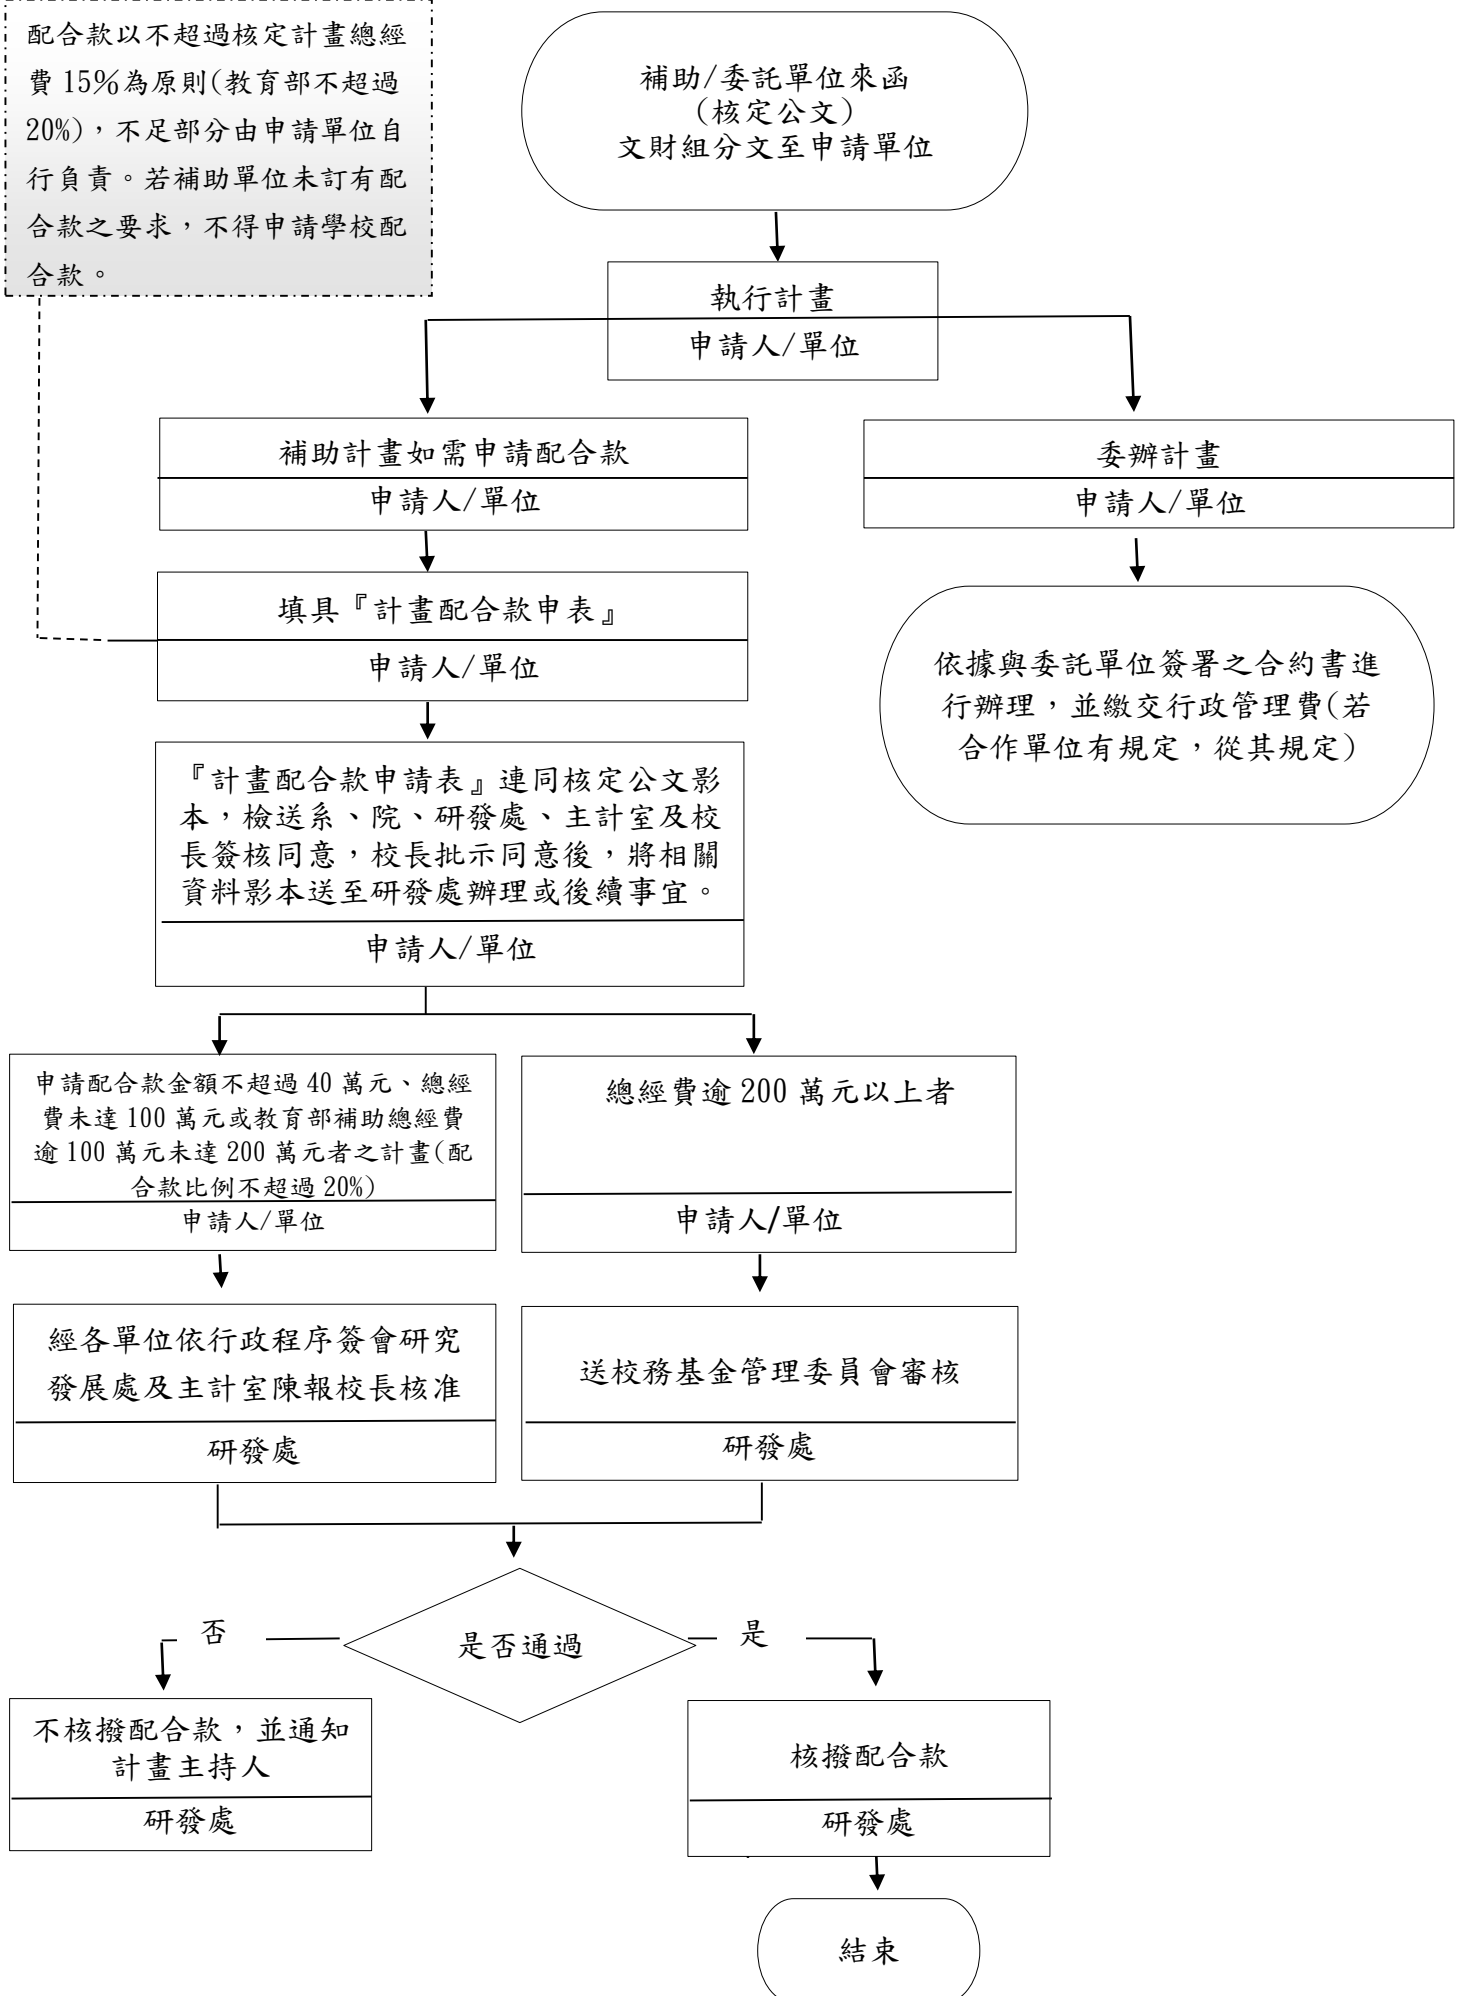 配合款以不超過核定計畫總經
費 15%為原則(教育部不超過
20%)，不足部分由申請單位自
行負責。若補助單位未訂有配
合款之要求，不得申請學校配
合款。
補助/委託單位來函
(核定公文)
文財組分文至申請單位
執行計畫
申請人/單位
補助計畫如需申請配合款
申請人/單位
委辦計畫
申請人/單位
填具『計畫配合款申表』
申請人/單位
依據與委託單位簽署之合約書進
行辦理，並繳交行政管理費(若
合作單位有規定，從其規定)
『計畫配合款申請表』連同核定公文影
本，檢送系、院、研發處、主計室及校
長簽核同意，校長批示同意後，將相關
資料影本送至研發處辦理或後續事宜。
申請人/單位
申請配合款金額不超過 40 萬元、總經
費未達 100 萬元或教育部補助總經費
逾 100 萬元未達 200 萬元者之計畫(配
合款比例不超過 20%)
申請人/單位
總經費逾 200 萬元以上者
申請人/單位
經各單位依行政程序簽會研究
發展處及主計室陳報校長核准
研發處
送校務基金管理委員會審核
研發處
是否通過
否
是
不核撥配合款，並通知
計畫主持人
研發處
核撥配合款
研發處
結束